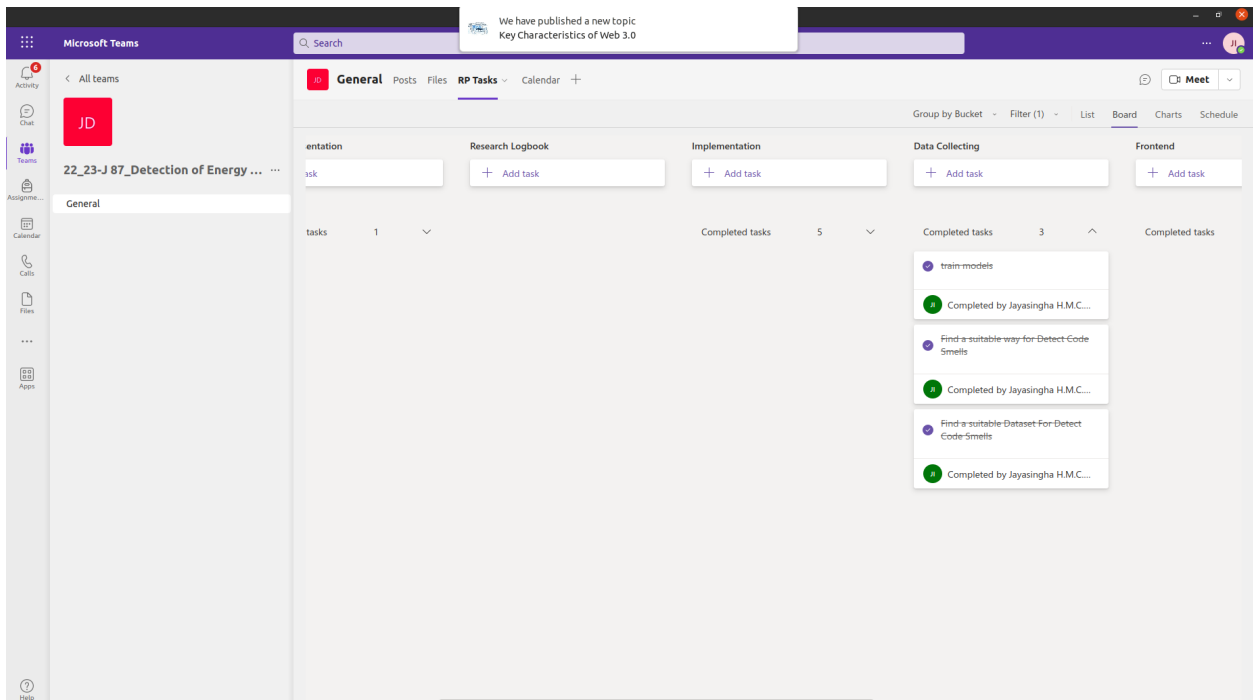 We have published a new topic
Key Characteristics of Web 3.0
Microsoft Teams
Search
JI
6
Activity
Chat
Teams
Assignme...
Calendar
Calls
Files
...
Apps
Help
All teams
JD
22_23-J 87_Detection of Energy ... ...
General
JD General Posts Files RP Tasks Calendar
Meet
Group by Bucket Filter (1) List Board Charts Schedule
entation Research Logbook Implementation Data Collecting Frontend
ask Add task Add task Add task Add task
tasks 1 Completed tasks 5 Completed tasks 3 Completed tasks
train models
JI Completed by Jayasingha H.M.C....
Find a suitable way for Detect Code
Smells
JI Completed by Jayasingha H.M.C....
Find a suitable Dataset For Detect
Code Smells
JI Completed by Jayasingha H.M.C....